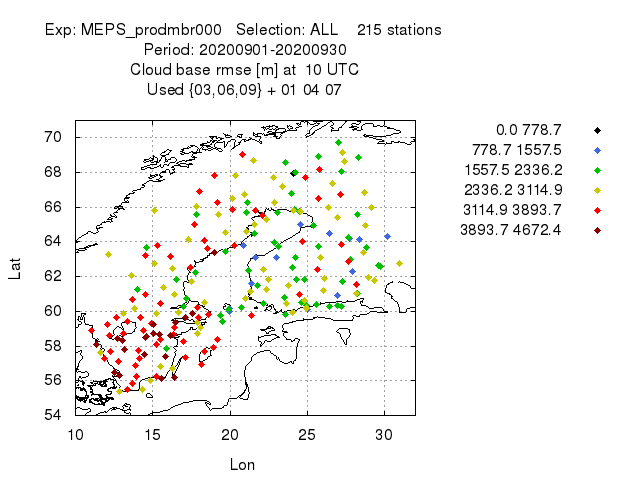 Exp: MEPS_prodmbr000 Selection: ALL 215 stations
Period: 20200901-20200930
Cloud base rmse [m] at 10 UTC
Used {03,06,09} + 01 04 07
0.0 778.7
778.7 1557.5
1557.5 2336.2
2336.2 3114.9
3114.9 3893.7
3893.7 4672.4
Lat
70
68
66
64
62
60
58
56
54
10 15 20 25 30
Lon